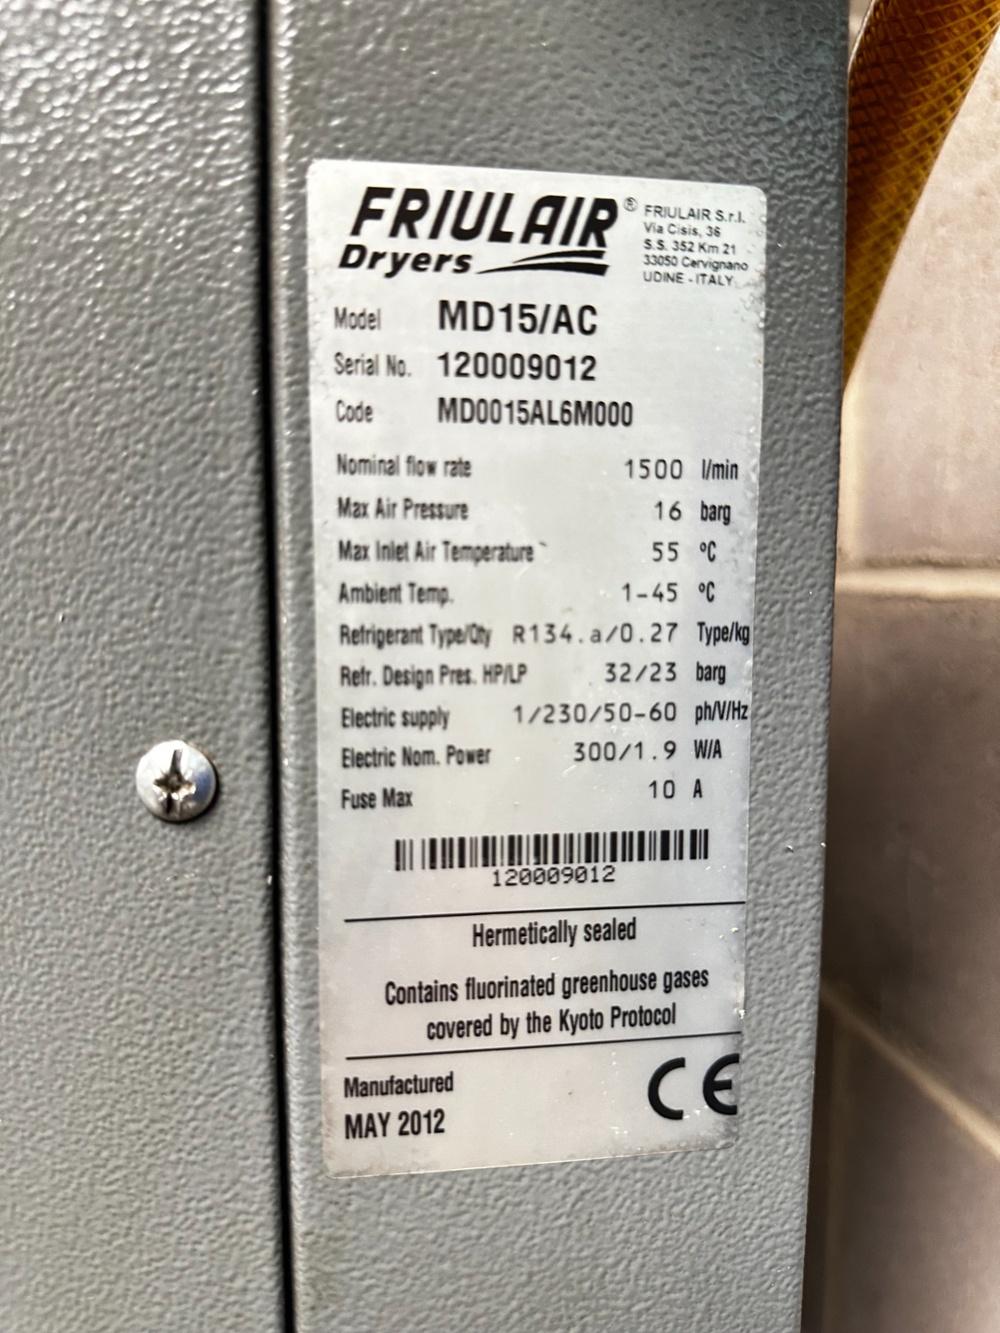 FRIULAIR®
Dryers
FRIULAIR S.r.l.
Via Cisis, 36
S.S. 352 Km 21
33050 Cervignano
UDINE - ITALY
Model MD15/AC
Serial No. 120009012
Code MD0015AL6M000
Nominal flow rate 1500 l/min
Max Air Pressure 16 barg
Max Inlet Air Temperature 55 ºC
Ambient Temp. 1-45 ºC
Refrigerant Type/Qty R134.a/0.27 Type/kg
Refr. Design Pres. HP/LP 32/23 barg
Electric supply 1/230/50-60 ph/V/Hz
Electric Nom. Power 300/1.9 W/A
Fuse Max 10 A
120009012
Hermetically sealed
Contains fluorinated greenhouse gases
covered by the Kyoto Protocol
Manufactured
MAY 2012
CE